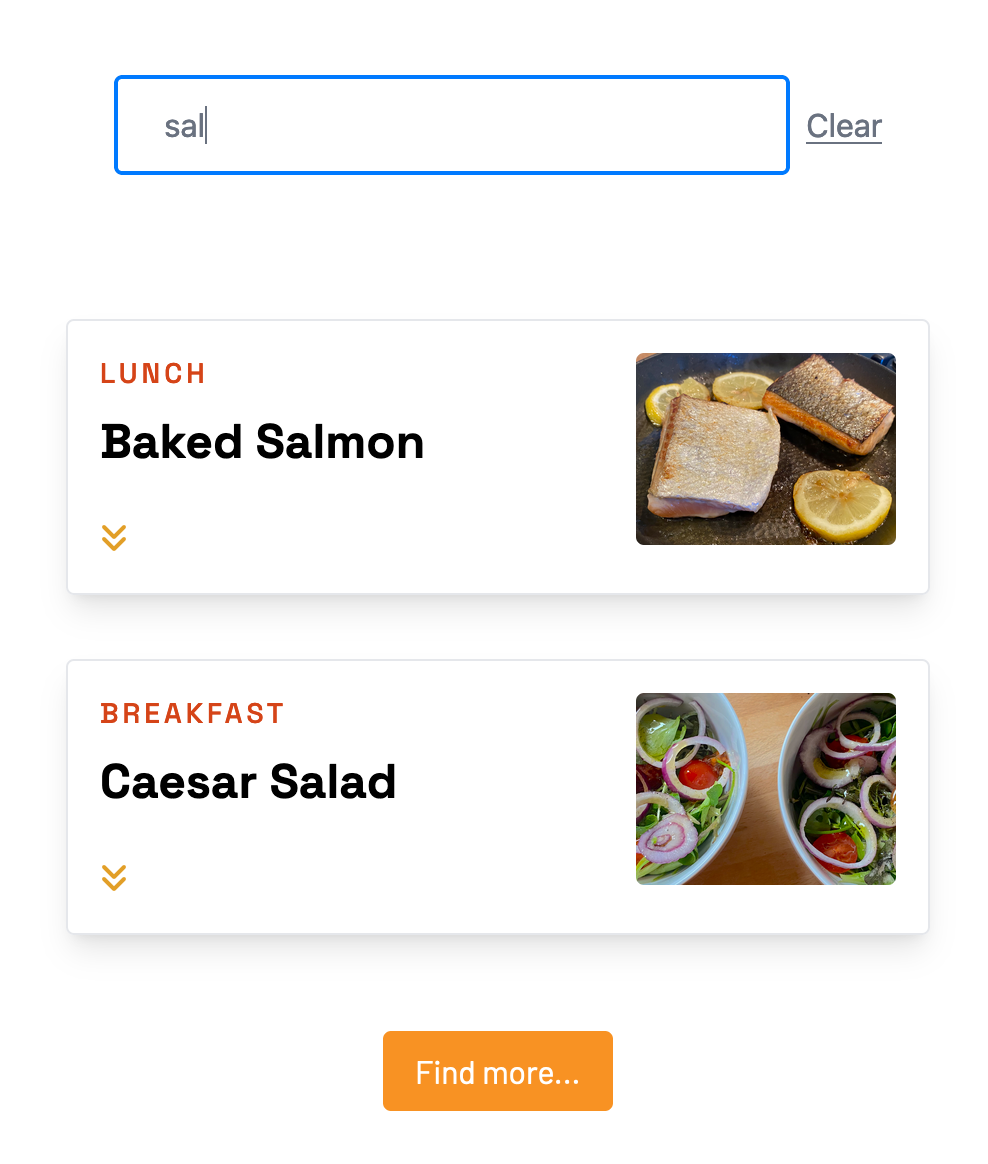 sal
Clear
LUNCH
Baked Salmon
BREAKFAST
Caesar Salad
Find more...